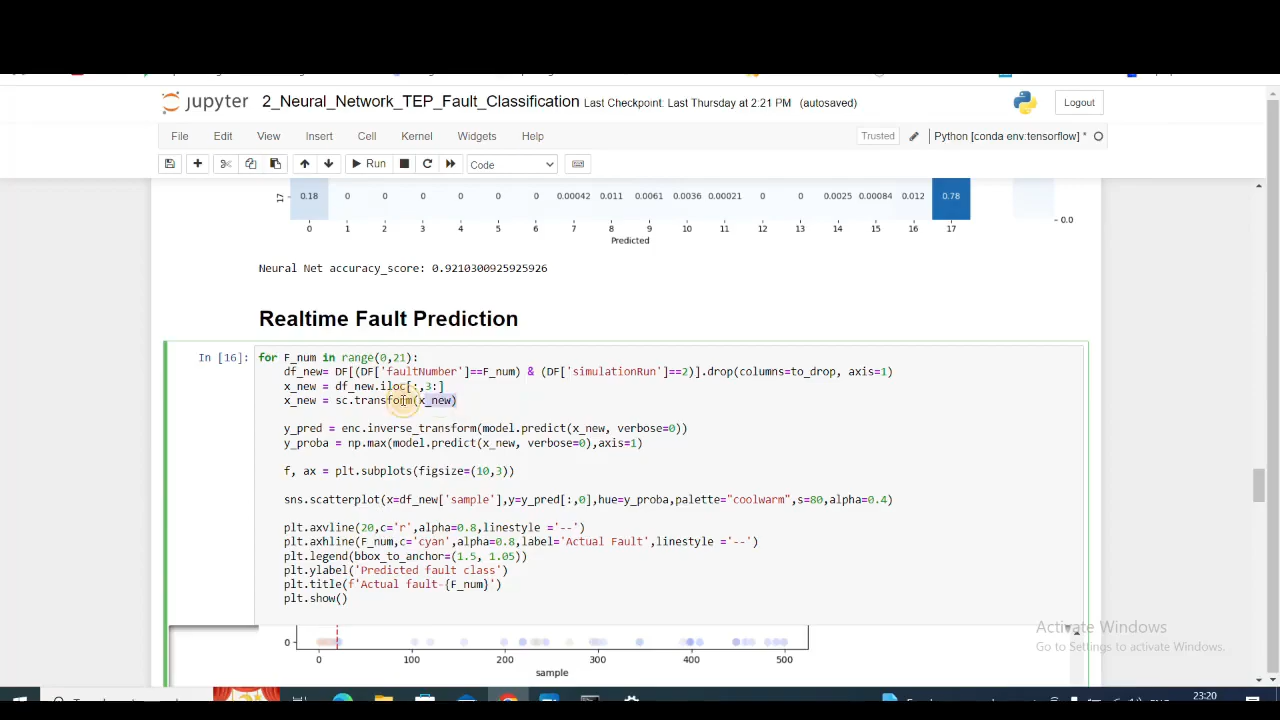 jupyter 2_Neural_Network_TEP_Fault_Classification Last Checkpoint: Last Thursday at 2:21 PM (autosaved) Logout
File Edit View Insert Cell Kernel Widgets Help Trusted Python [conda env:tensorflow] *
Run Code
17 0.18 0 0 0 0 0 0 0.00042 0.011 0.0061 0.0036 0.00021 0 0 0.0025 0.00084 0.012 0.78
0.0
0 1 2 3 4 5 6 7 8 9 10 11 12 13 14 15 16 17
Predicted
Neural Net accuracy_score: 0.9210300925925926
Realtime Fault Prediction
In [16]: for F_num in range(0,21):
df_new= DF[(DF['faultNumber']==F_num) & (DF['simulationRun']==2)].drop(columns=to_drop, axis=1)
x_new = df_new.iloc[:,3:]
x_new = sc.transform(x_new)
y_pred = enc.inverse_transform(model.predict(x_new, verbose=0))
y_proba = np.max(model.predict(x_new, verbose=0),axis=1)
f, ax = plt.subplots(figsize=(10,3))
sns.scatterplot(x=df_new['sample'],y=y_pred[:,0],hue=y_proba,palette="coolwarm",s=80,alpha=0.4)
plt.axvline(20,c='r',alpha=0.8,linestyle ='--')
plt.axhline(F_num,c='cyan',alpha=0.8,label='Actual Fault',linestyle ='--')
plt.legend(bbox_to_anchor=(1.5, 1.05))
plt.ylabel('Predicted fault class')
plt.title(f'Actual fault-{F_num}')
plt.show()
Activate Windows
Go to Settings to activate Windows.
0
0 100 200 300 400 500
sample
23:20